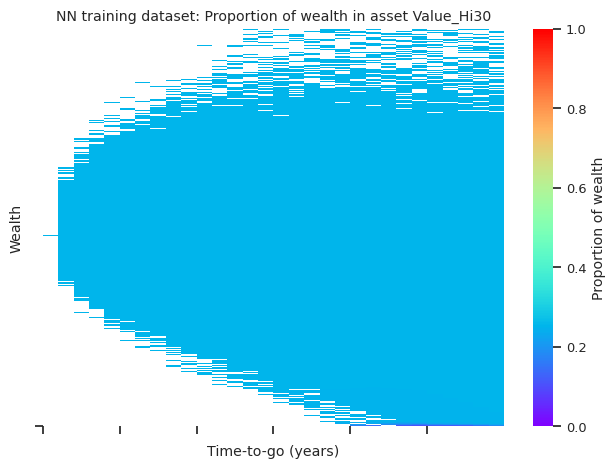 NN training dataset: Proportion of wealth in asset Value_Hi30
Wealth
Time-to-go (years)
1.0
0.8
0.6
0.4
0.2
0.0
Proportion of wealth